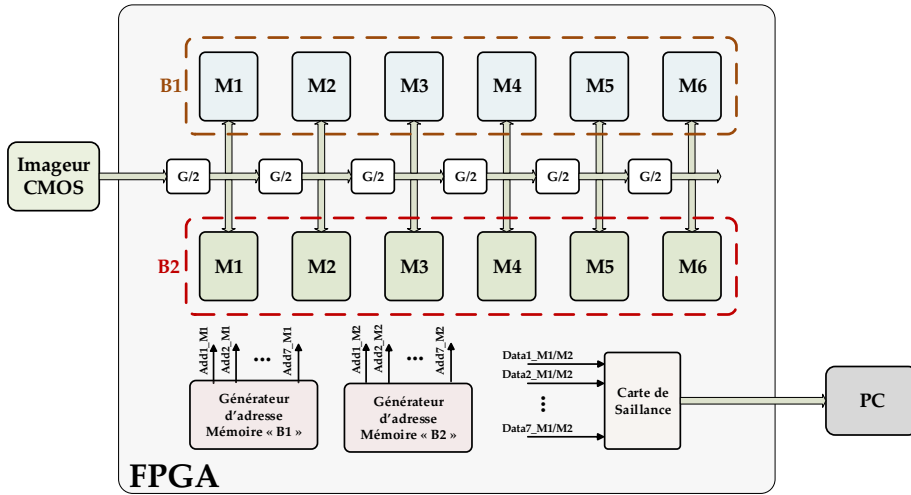 B1
M1 M2 M3 M4 M5 M6
Imageur
CMOS
G/2 G/2 G/2 G/2 G/2 G/2
B2
M1 M2 M3 M4 M5 M6
Add1_M1
Add2_M1
...
Add7_M1
Add1_M2
Add2_M2
...
Add7_M2
Générateur
d'adresse
Mémoire « B1 »
Générateur
d'adresse
Mémoire « B2 »
Data1_M1/M2
Data2_M1/M2
Data7_M1/M2
Carte de
Saillance
PC
FPGA